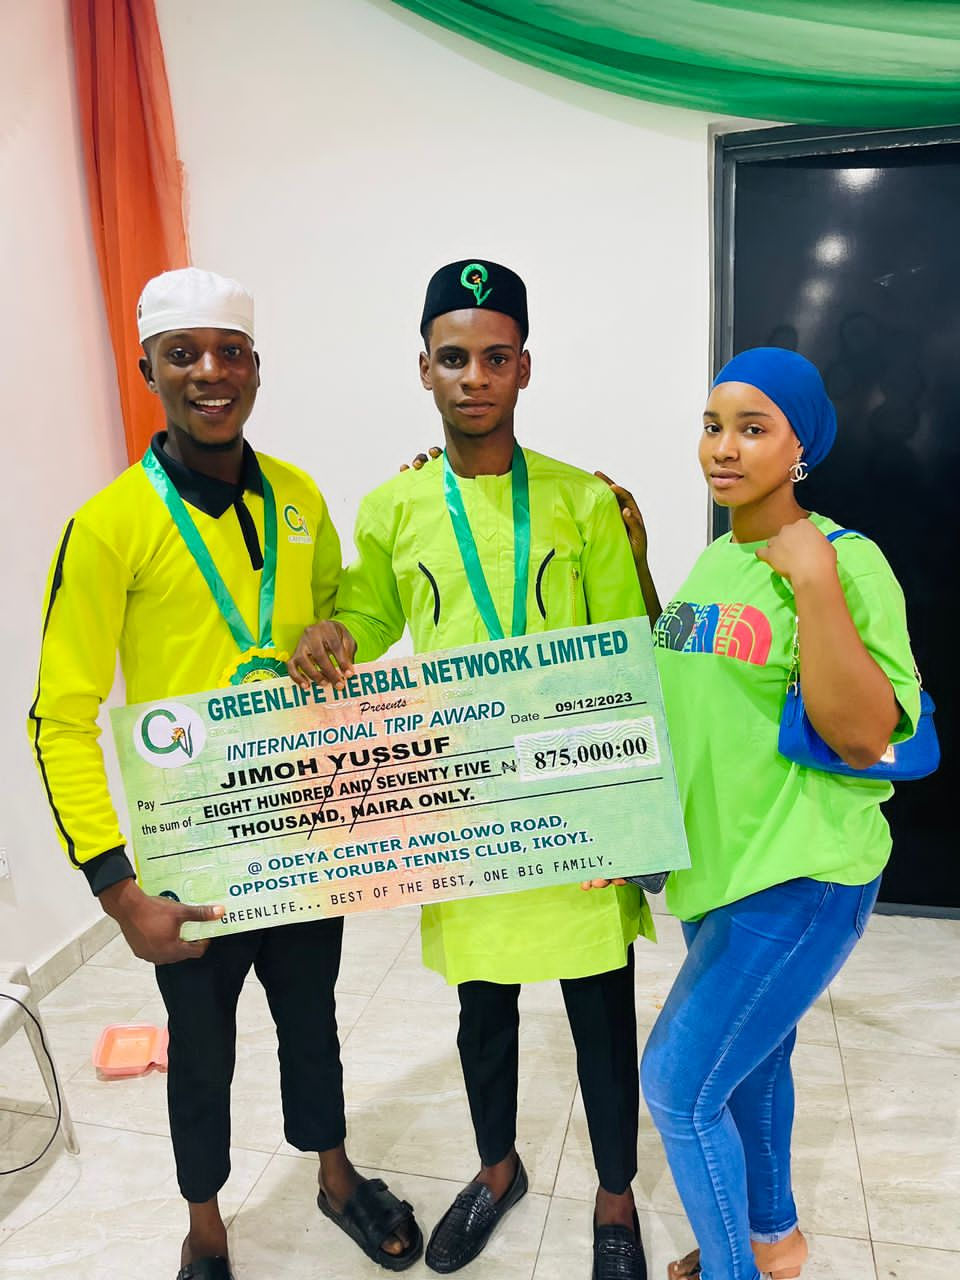 GREENLIFE HERBAL NETWORK LIMITED
Presents
INTERNATIONAL TRIP AWARD
Date 09/12/2023
Pay JIMOH YUSSUF
the sum of EIGHT HUNDRED AND SEVENTY FIVE ₦ 875,000:00
THOUSAND, NAIRA ONLY.
@ ODEYA CENTER AWOLOWO ROAD,
OPPOSITE YORUBA TENNIS CLUB, IKOYI.
GREENLIFE... BEST OF THE BEST, ONE BIG FAMILY.